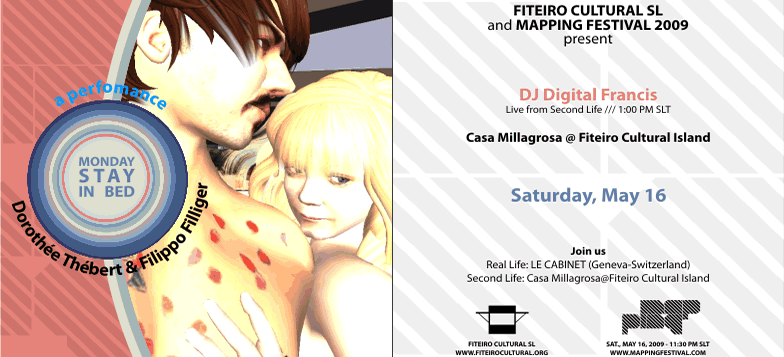 a perfomance
MONDAY
STAY
IN BED
Dorothée Thébert & Filippo Filliger
FITEIRO CULTURAL SL
and MAPPING FESTIVAL 2009
present
DJ Digital Francis
Live from Second Life /// 1:00 PM SLT
Casa Millagrosa @ Fiteiro Cultural Island
Saturday, May 16
Join us
Real Life: LE CABINET (Geneva-Switzerland)
Second Life: Casa Millagrosa@Fiteiro Cultural Island
FITEIRO CULTURAL SL
WWW.FITEIROCULTURAL.ORG
SAT., MAY 16, 2009 - 11:30 PM SLT
WWW.MAPPINGFESTIVAL.COM